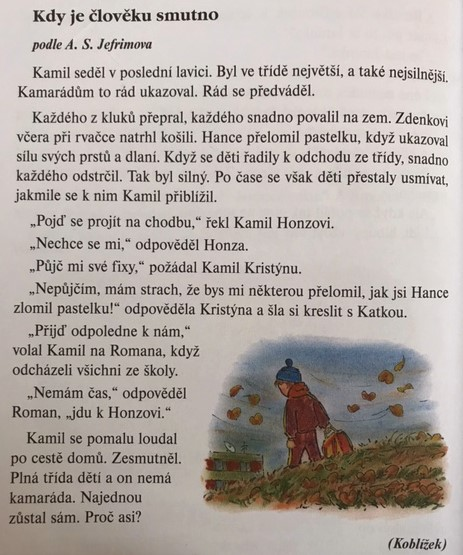 Kdy je člověku smutno
podle A. S. Jefrimova
Kamil seděl v poslední lavici. Byl ve třídě největší, a také nejsilnější.
Kamarádům to rád ukazoval. Rád se předváděl.
Každého z kluků přepral, každého snadno povalil na zem. Zdenkovi
včera při rvačce natrhl košili. Hance přelomil pastelku, když ukazoval
sílu svých prstů a dlaní. Když se děti řadily k odchodu ze třídy, snadno
každého odstrčil. Tak byl silný. Po čase se však děti přestaly usmívat,
jakmile se k nim Kamil přiblížil.
„Pojď se projít na chodbu,“ řekl Kamil Honzovi.
„Nechce se mi,“ odpověděl Honza.
„Půjč mi své fixy,“ požádal Kamil Kristýnu.
„Nepůjčím, mám strach, že bys mi některou přelomil, jak jsi Hance
zlomil pastelku!“ odpověděla Kristýna a šla si kreslit s Katkou.
„Přijď odpoledne k nám,“
volal Kamil na Romana, když
odcházeli všichni ze školy.
„Nemám čas,“ odpověděl
Roman, „jdu k Honzovi.“
Kamil se pomalu loudal
po cestě domů. Zesmutněl.
Plná třída dětí a on nemá
kamaráda. Najednou
zůstal sám. Proč asi?
(Koblížek)